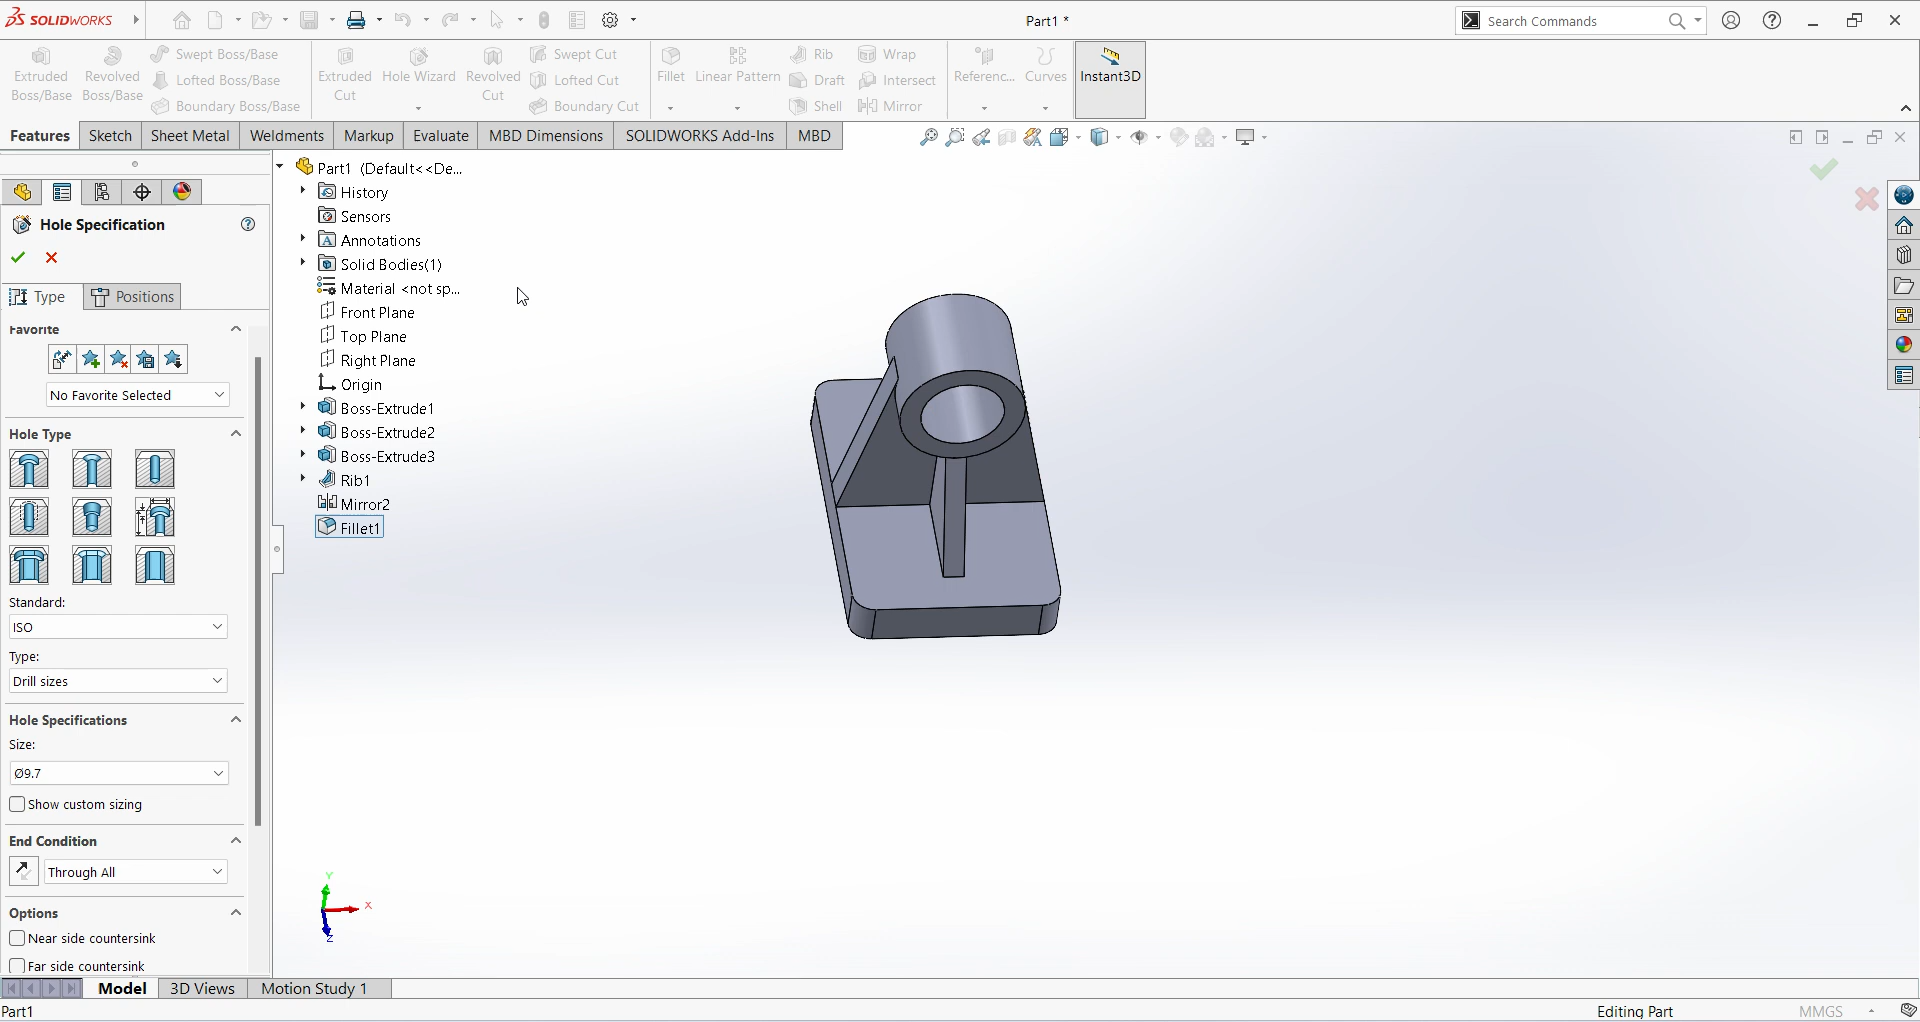 SOLIDWORKS
Part1 *
Search Commands
Extruded Boss/Base
Revolved Boss/Base
Swept Boss/Base
Lofted Boss/Base
Boundary Boss/Base
Extruded Cut
Hole Wizard
Revolved Cut
Swept Cut
Lofted Cut
Boundary Cut
Fillet
Linear Pattern
Rib
Draft
Shell
Wrap
Intersect
Mirror
Referenc...
Curves
Instant3D
Features
Sketch
Sheet Metal
Weldments
Markup
Evaluate
MBD Dimensions
SOLIDWORKS Add-Ins
MBD
Hole Specification
Type
Positions
Favorite
No Favorite Selected
Hole Type
Standard:
ISO
Type:
Drill sizes
Hole Specifications
Size:
Ø9.7
Show custom sizing
End Condition
Through All
Options
Near side countersink
Far side countersink
Part1 (Default<<De...
History
Sensors
Annotations
Solid Bodies(1)
Material <not sp...
Front Plane
Top Plane
Right Plane
Origin
Boss-Extrude1
Boss-Extrude2
Boss-Extrude3
Rib1
Mirror2
Fillet1
Y
X
Z
Model
3D Views
Motion Study 1
Part1
Editing Part
MMGS